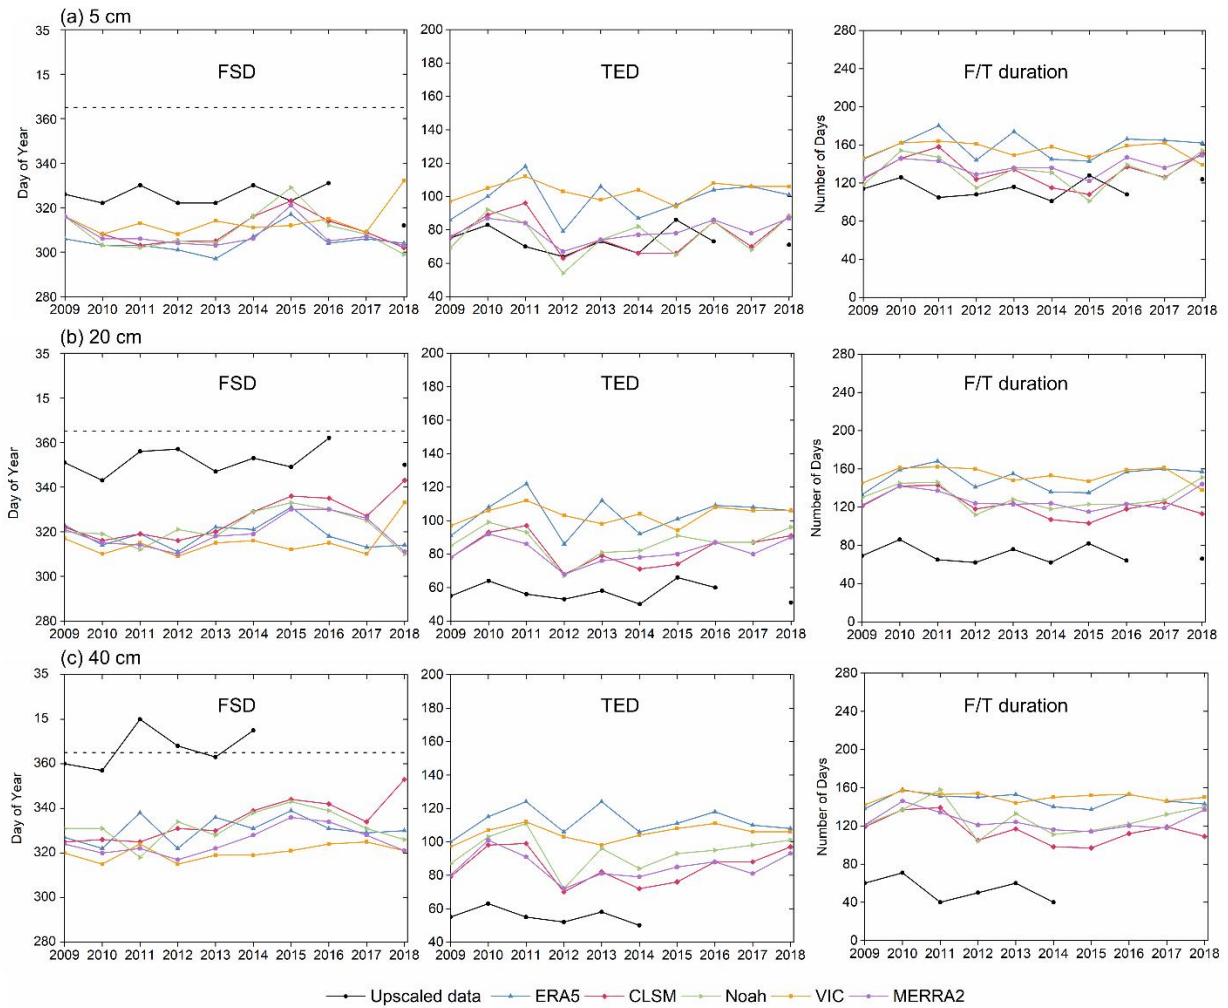 (a) 5 cm
FSD
TED
F/T duration
Day of Year
Number of Days
35
15
360
340
320
300
280
200
180
160
140
120
100
80
60
40
280
240
200
160
120
80
40
0
2009 2010 2011 2012 2013 2014 2015 2016 2017 2018
2009 2010 2011 2012 2013 2014 2015 2016 2017 2018
2009 2010 2011 2012 2013 2014 2015 2016 2017 2018
(b) 20 cm
FSD
TED
F/T duration
Day of Year
Number of Days
35
15
360
340
320
300
280
200
180
160
140
120
100
80
60
40
280
240
200
160
120
80
40
0
2009 2010 2011 2012 2013 2014 2015 2016 2017 2018
2009 2010 2011 2012 2013 2014 2015 2016 2017 2018
2009 2010 2011 2012 2013 2014 2015 2016 2017 2018
(c) 40 cm
FSD
TED
F/T duration
Day of Year
Number of Days
35
15
360
340
320
300
280
200
180
160
140
120
100
80
60
40
280
240
200
160
120
80
40
0
2009 2010 2011 2012 2013 2014 2015 2016 2017 2018
2009 2010 2011 2012 2013 2014 2015 2016 2017 2018
2009 2010 2011 2012 2013 2014 2015 2016 2017 2018
Upscaled data ERA5 CLSM Noah VIC MERRA2